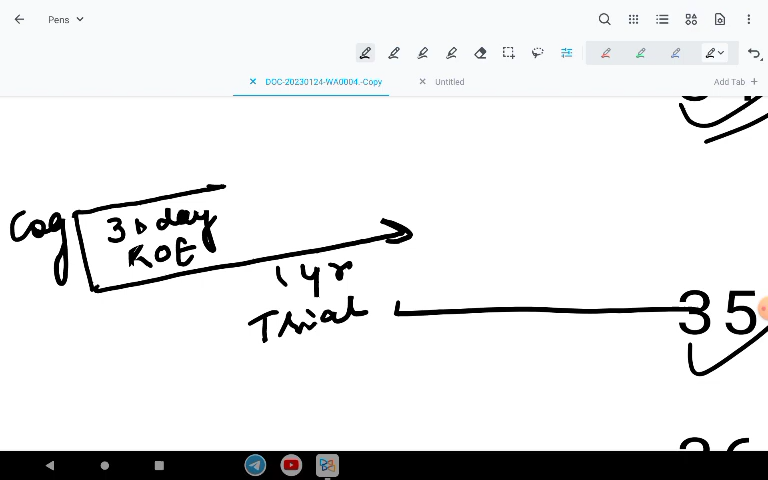 Pens
DOC-20230124-WA0004.-Copy
Untitled
Add Tab +
Cog
30 day
ROE
1 yr
Trial
35